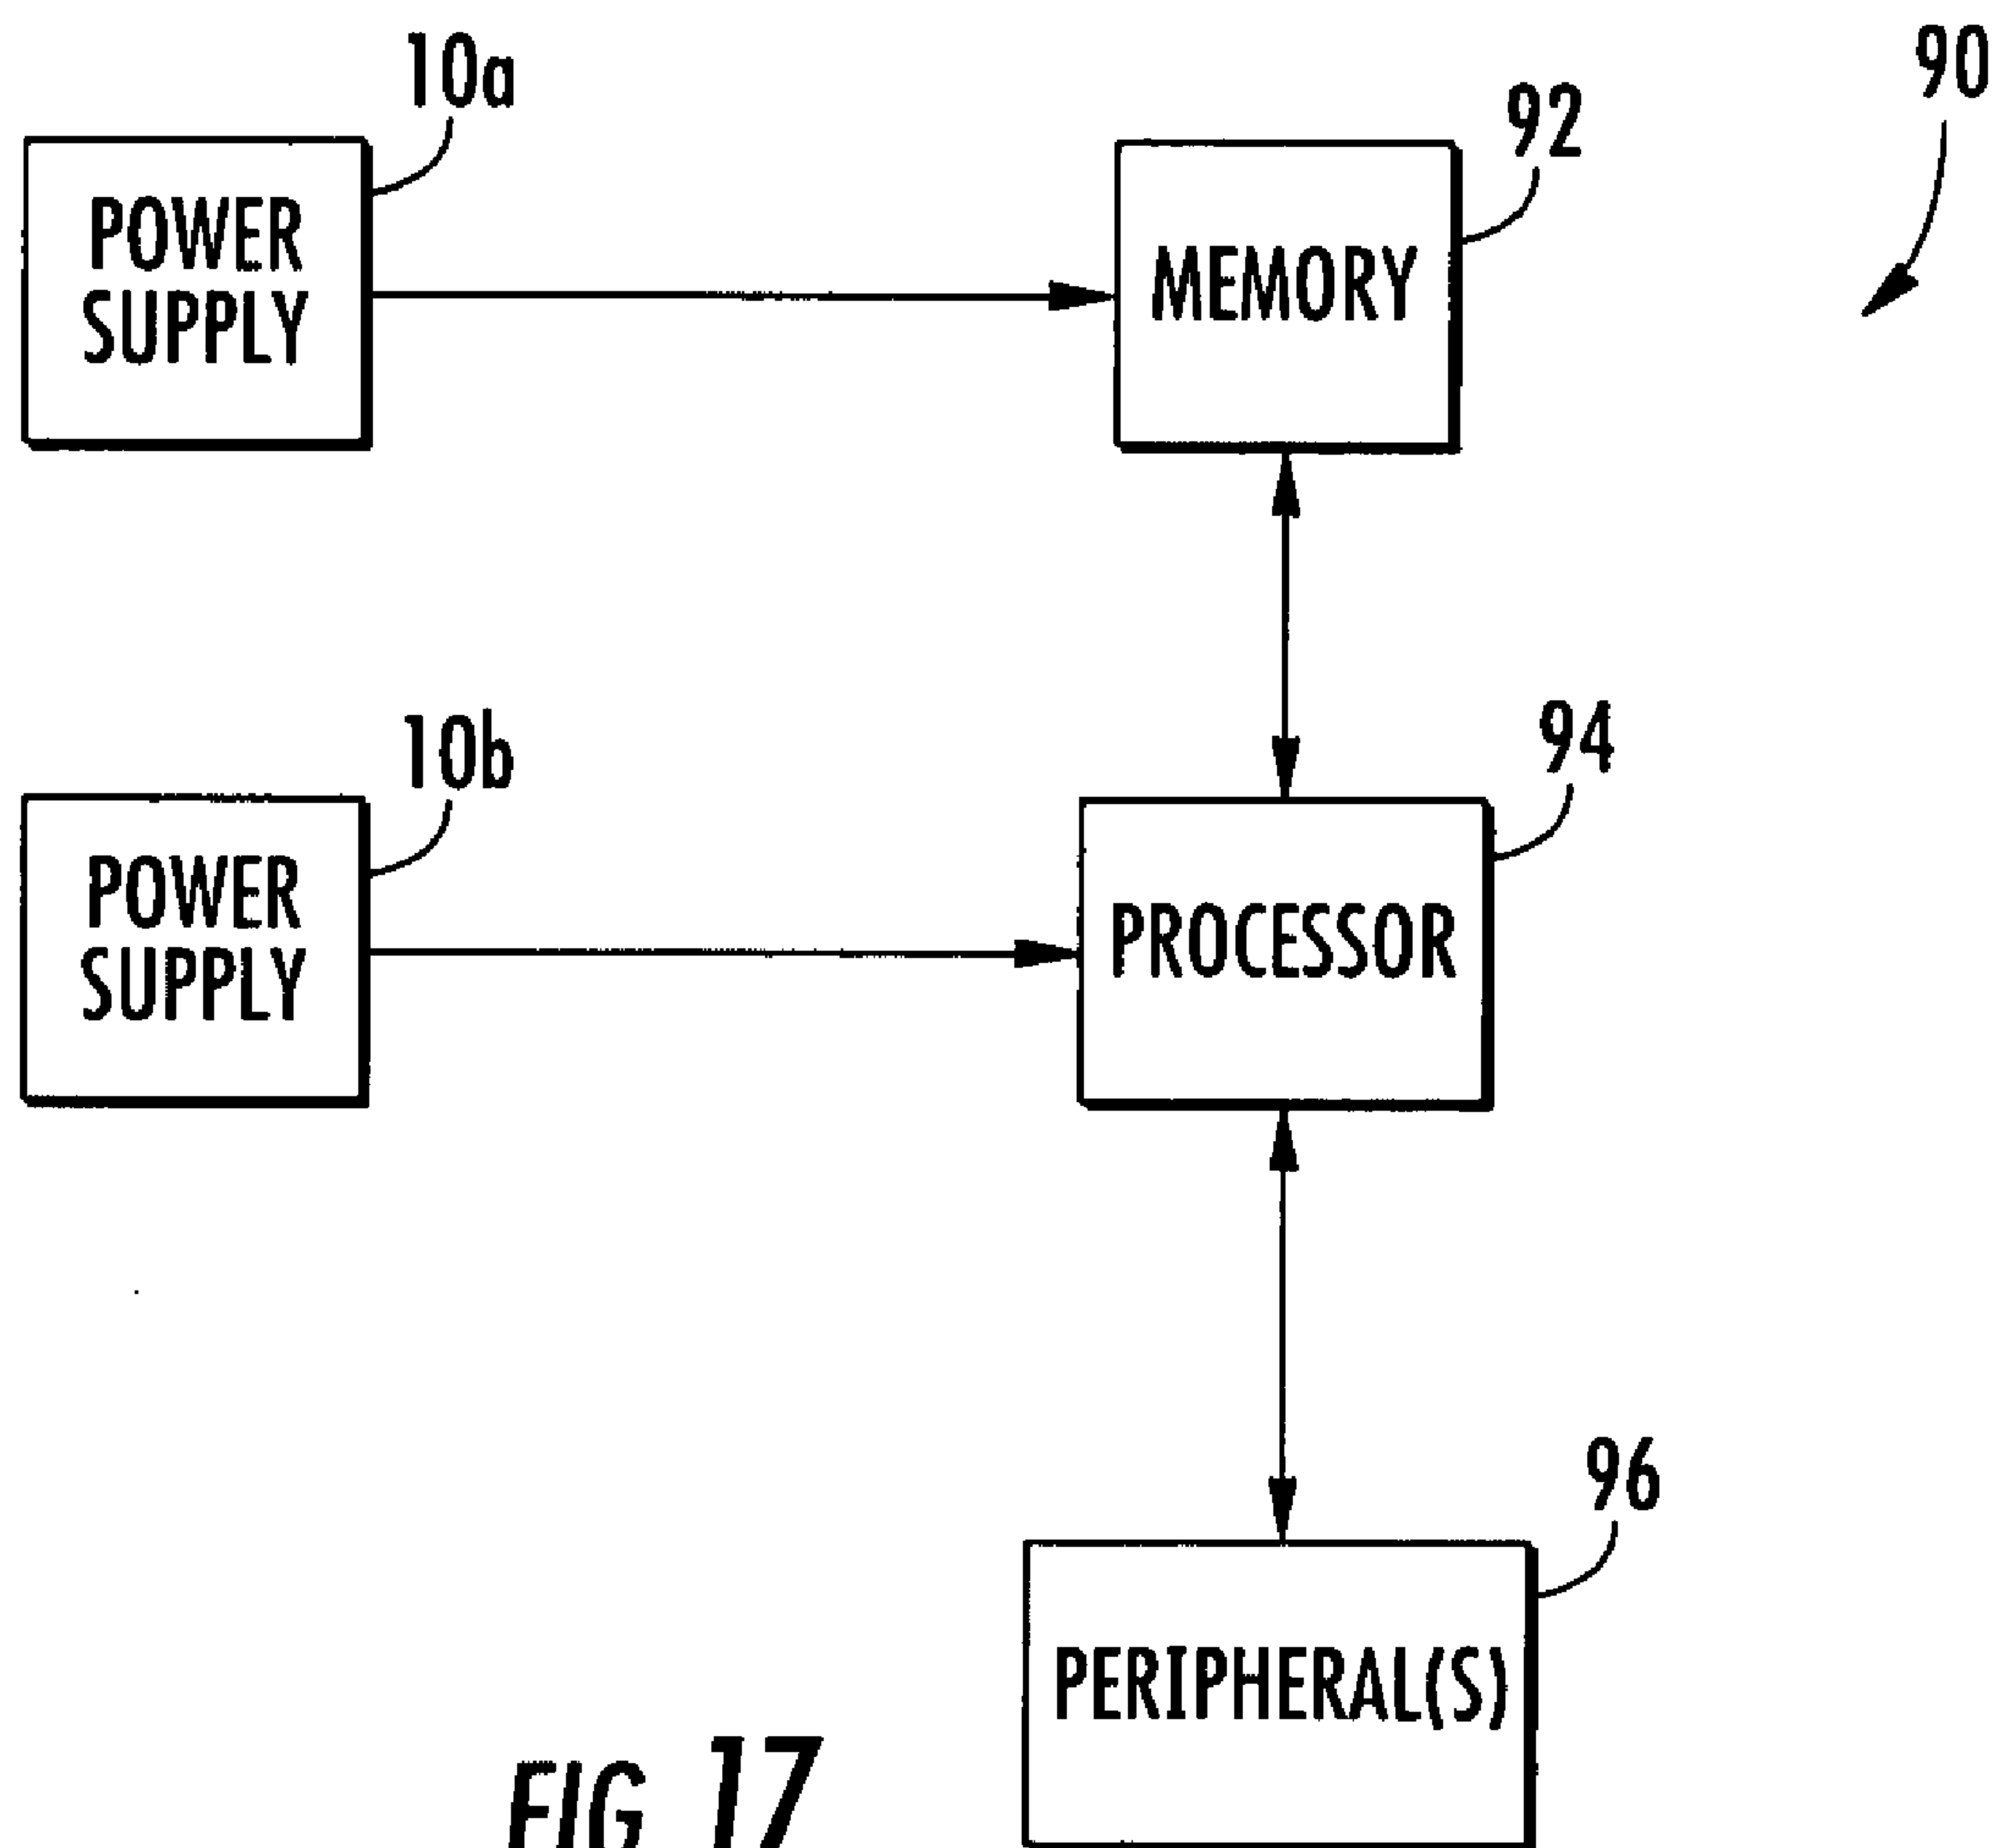 10a
90
92
POWER
SUPPLY
MEMORY
10b
94
POWER
SUPPLY
PROCESSOR
96
PERIPHERAL(S)
FIG 17